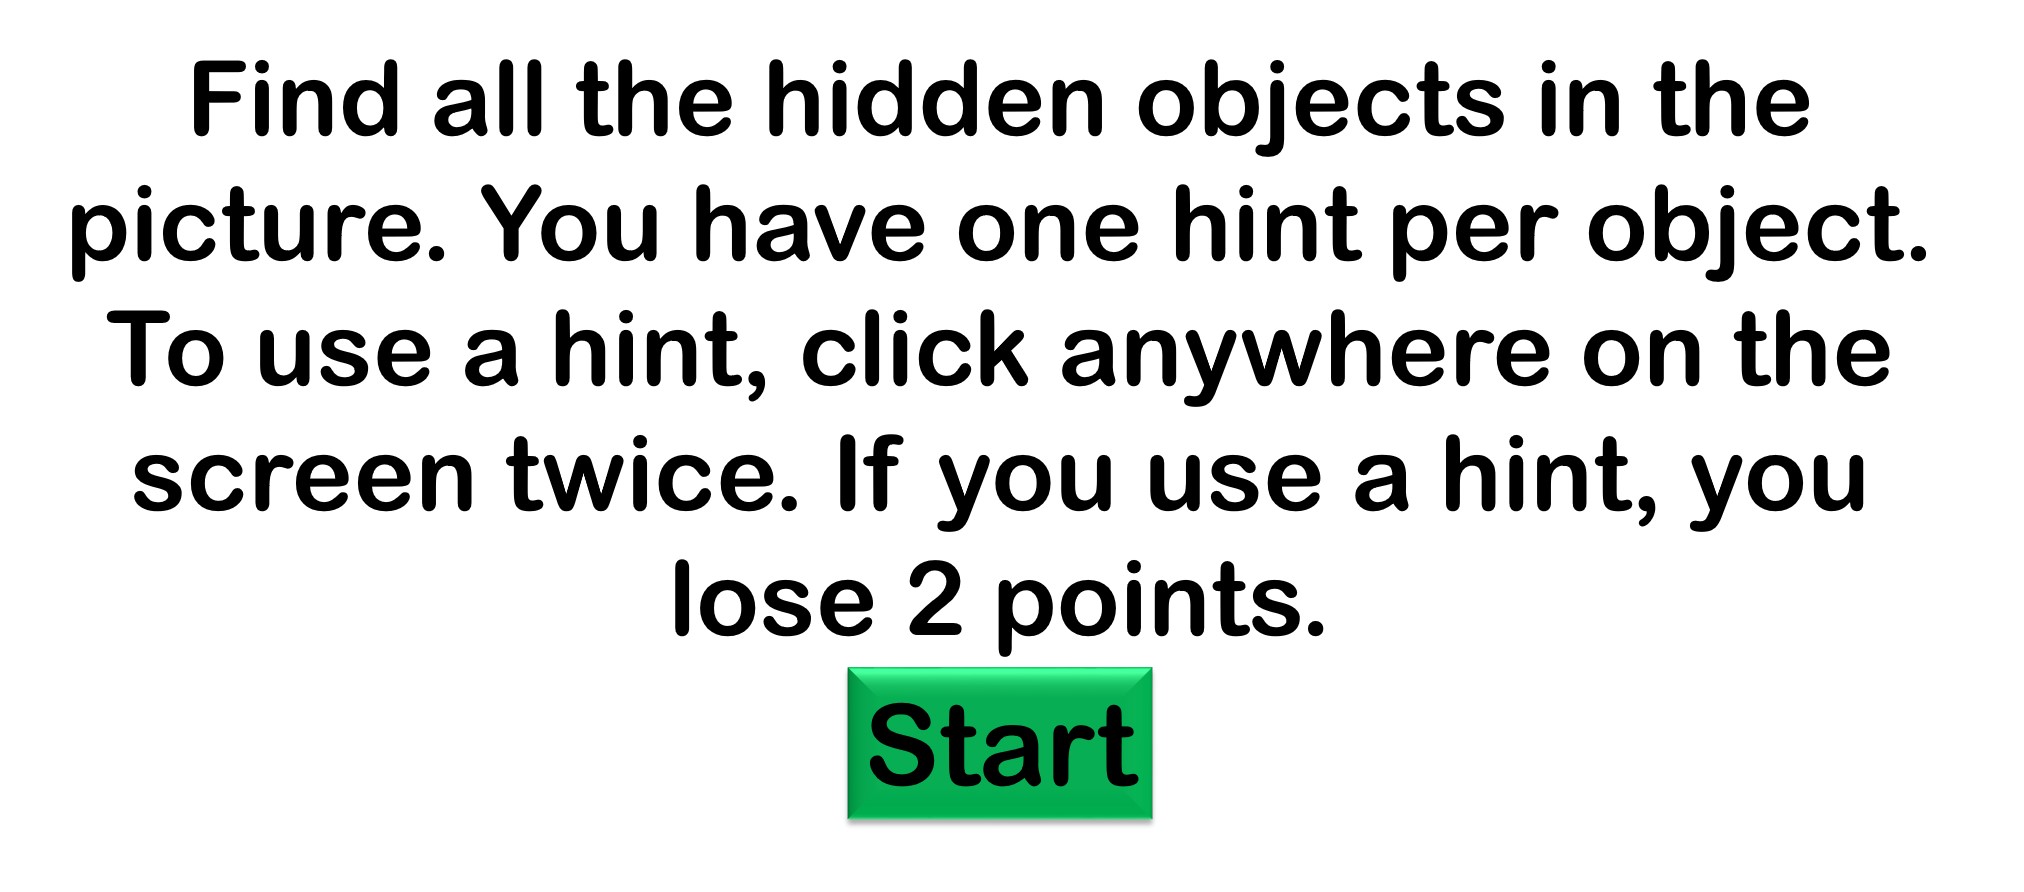 Find all the hidden objects in the
picture. You have one hint per object.
To use a hint, click anywhere on the
screen twice. If you use a hint, you
lose 2 points.
Start